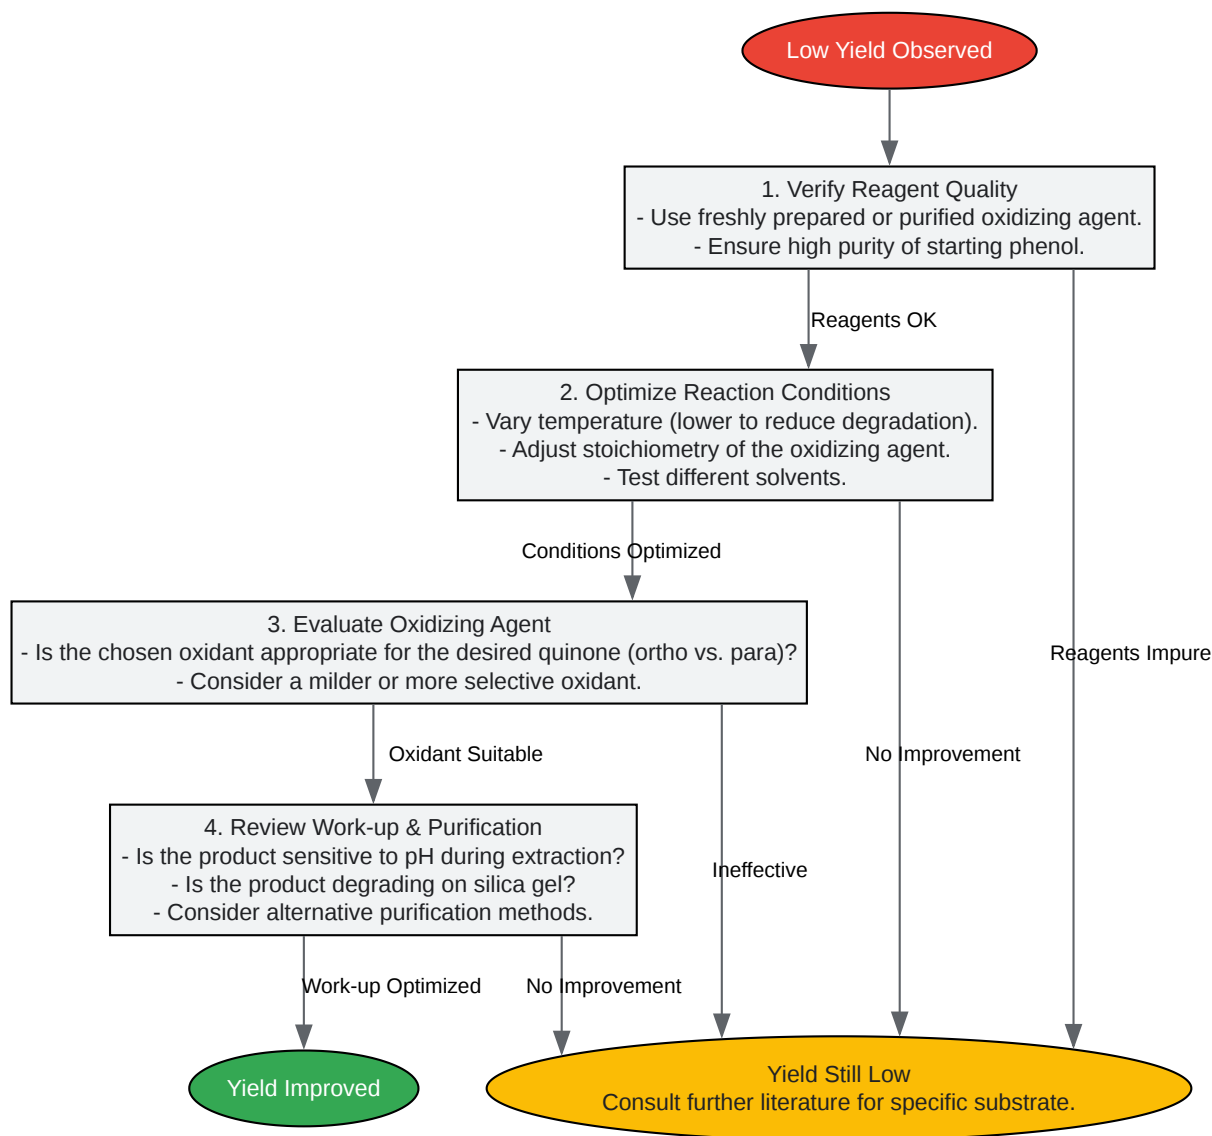 Low Yield Observed
1. Verify Reagent Quality
- Use freshly prepared or purified oxidizing agent.
- Ensure high purity of starting phenol.
Reagents OK
2. Optimize Reaction Conditions
- Vary temperature (lower to reduce degradation).
- Adjust stoichiometry of the oxidizing agent.
- Test different solvents.
Conditions Optimized
3. Evaluate Oxidizing Agent
- Is the chosen oxidant appropriate for the desired quinone (ortho vs. para)?
- Consider a milder or more selective oxidant.
Reagents Impure
Oxidant Suitable
No Improvement
4. Review Work-up & Purification
- Is the product sensitive to pH during extraction?
- Is the product degrading on silica gel?
- Consider alternative purification methods.
Ineffective
Work-up Optimized
No Improvement
Yield Improved
Yield Still Low
Consult further literature for specific substrate.